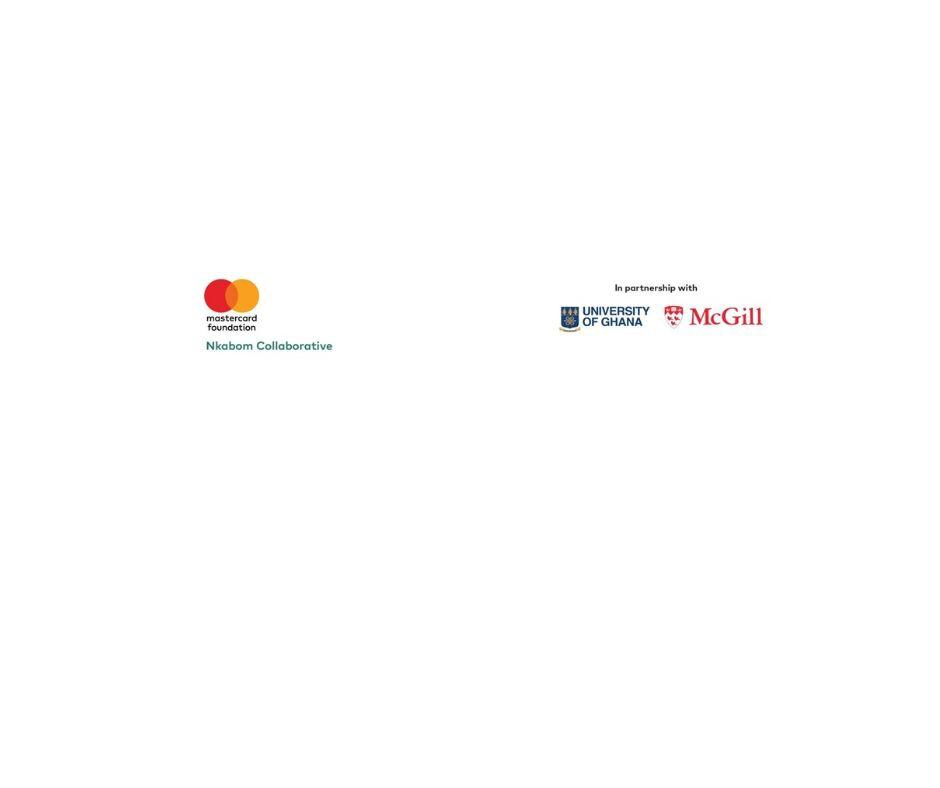 mastercard
foundation
Nkabom Collaborative
In partnership with
UNIVERSITY
OF GHANA
McGill